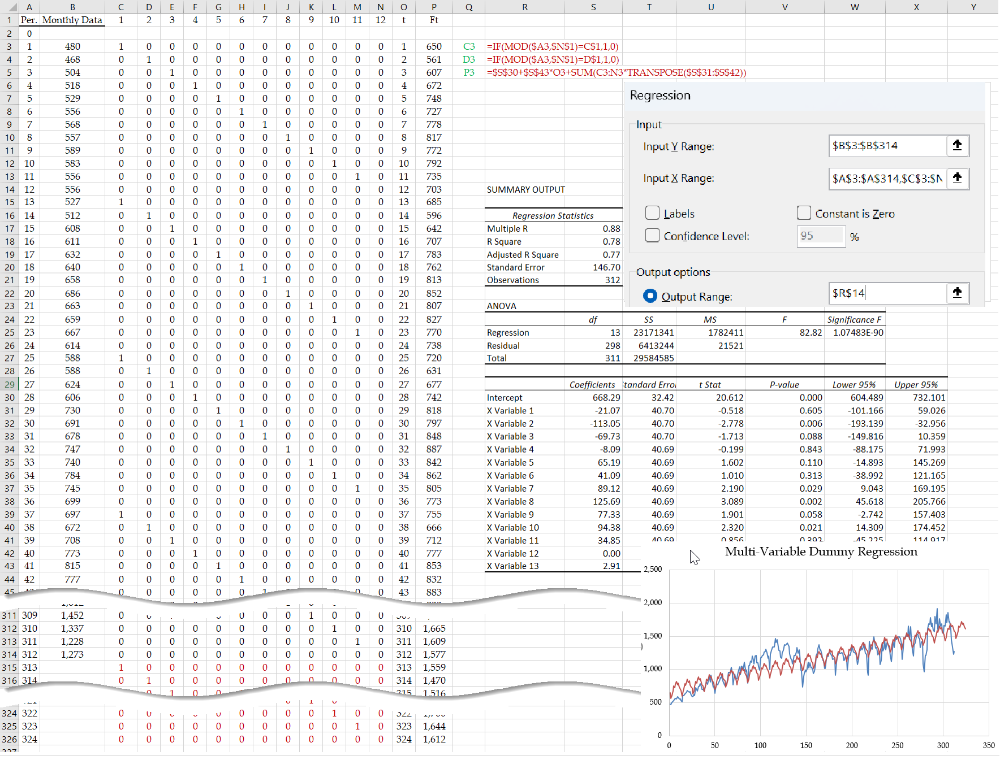 A B C D E F G H I J K L M N O P Q R S T U V W X Y
1 Per. Monthly Data 1 2 3 4 5 6 7 8 9 10 11 12 t Ft
2 0
3 1 480 1 0 0 0 0 0 0 0 0 0 0 0 1 650 C3 =IF(MOD($A3,$N$1)=C$1,1,0)
4 2 468 0 1 0 0 0 0 0 0 0 0 0 0 2 561 D3 =IF(MOD($A3,$N$1)=D$1,1,0)
5 3 504 0 0 1 0 0 0 0 0 0 0 0 0 3 607 P3 =$S$30+$S$43*O3+SUM(C3:N3*TRANSPOSE($S$31:$S$42))
6 4 518 0 0 0 1 0 0 0 0 0 0 0 0 4 672
7 5 529 0 0 0 0 1 0 0 0 0 0 0 0 5 748
8 6 556 0 0 0 0 0 1 0 0 0 0 0 0 6 727
9 7 568 0 0 0 0 0 0 1 0 0 0 0 0 7 778
10 8 557 0 0 0 0 0 0 0 1 0 0 0 0 8 817
11 9 589 0 0 0 0 0 0 0 0 1 0 0 0 9 772
12 10 583 0 0 0 0 0 0 0 0 0 1 0 0 10 792
13 11 556 0 0 0 0 0 0 0 0 0 0 1 0 11 735
14 12 556 0 0 0 0 0 0 0 0 0 0 0 0 12 703 SUMMARY OUTPUT
15 13 527 1 0 0 0 0 0 0 0 0 0 0 0 13 685
16 14 512 0 1 0 0 0 0 0 0 0 0 0 0 14 596 Regression Statistics
17 15 608 0 0 1 0 0 0 0 0 0 0 0 0 15 642 Multiple R 0.88
18 16 611 0 0 0 1 0 0 0 0 0 0 0 0 16 707 R Square 0.78
19 17 632 0 0 0 0 1 0 0 0 0 0 0 0 17 783 Adjusted R Square 0.77
20 18 640 0 0 0 0 0 1 0 0 0 0 0 0 18 762 Standard Error 146.70
21 19 658 0 0 0 0 0 0 1 0 0 0 0 0 19 813 Observations 312
22 20 686 0 0 0 0 0 0 0 1 0 0 0 0 20 852
23 21 663 0 0 0 0 0 0 0 0 1 0 0 0 21 807 ANOVA
24 22 659 0 0 0 0 0 0 0 0 0 1 0 0 22 827 df SS MS F Significance F
25 23 667 0 0 0 0 0 0 0 0 0 0 1 0 23 770 Regression 13 23171341 1782411 82.82 1.07483E-90
26 24 614 0 0 0 0 0 0 0 0 0 0 0 0 24 738 Residual 298 6413244 21521
27 25 588 1 0 0 0 0 0 0 0 0 0 0 0 25 720 Total 311 29584585
28 26 588 0 1 0 0 0 0 0 0 0 0 0 0 26 631
29 27 624 0 0 1 0 0 0 0 0 0 0 0 0 27 677 Coefficients Standard Error t Stat P-value Lower 95% Upper 95%
30 28 606 0 0 0 1 0 0 0 0 0 0 0 0 28 742 Intercept 668.29 32.42 20.612 0.000 604.489 732.101
31 29 730 0 0 0 0 1 0 0 0 0 0 0 0 29 818 X Variable 1 -21.07 40.70 -0.518 0.605 -101.166 59.026
32 30 691 0 0 0 0 0 1 0 0 0 0 0 0 30 797 X Variable 2 -113.05 40.70 -2.778 0.006 -193.139 -32.956
33 31 678 0 0 0 0 0 0 1 0 0 0 0 0 31 848 X Variable 3 -69.73 40.70 -1.713 0.088 -149.816 10.359
34 32 747 0 0 0 0 0 0 0 1 0 0 0 0 32 887 X Variable 4 -8.09 40.69 -0.199 0.843 -88.175 71.993
35 33 740 0 0 0 0 0 0 0 0 1 0 0 0 33 842 X Variable 5 65.19 40.69 1.602 0.110 -14.893 145.269
36 34 784 0 0 0 0 0 0 0 0 0 1 0 0 34 862 X Variable 6 41.09 40.69 1.010 0.313 -38.992 121.165
37 35 745 0 0 0 0 0 0 0 0 0 0 1 0 35 805 X Variable 7 89.12 40.69 2.190 0.029 9.043 169.195
38 36 699 0 0 0 0 0 0 0 0 0 0 0 0 36 773 X Variable 8 125.69 40.69 3.089 0.002 45.618 205.766
39 37 697 1 0 0 0 0 0 0 0 0 0 0 0 37 755 X Variable 9 77.33 40.69 1.901 0.058 -2.742 157.403
40 38 672 0 1 0 0 0 0 0 0 0 0 0 0 38 666 X Variable 10 94.38 40.69 2.320 0.021 14.309 174.452
41 39 708 0 0 1 0 0 0 0 0 0 0 0 0 39 712 X Variable 11 34.85 40.69 0.856 0.392 -45.225 114.917
42 40 773 0 0 0 1 0 0 0 0 0 0 0 0 40 777 X Variable 12 0.00
43 41 815 0 0 0 0 1 0 0 0 0 0 0 0 41 853 X Variable 13 2.91
44 42 777 0 0 0 0 0 1 0 0 0 0 0 0 42 832
45 0 0 0 0 0 0 1 0 0 0 43 883
311 309 1,452 0 0 0 0 1 0 0 0
312 310 1,337 0 0 0 0 0 0 0 0 0 1 0 0 310 1,665
313 311 1,228 0 0 0 0 0 0 0 0 0 0 1 0 311 1,609
314 312 1,273 0 0 0 0 0 0 0 0 0 0 0 0 312 1,577
315 313 1 0 0 0 0 0 0 0 0 0 0 0 313 1,559
316 314 0 1 0 0 0 0 0 0 0 0 0 0 314 1,470
0 1 0 0 315 1,516
324 322 0 0 0 0 0 1 0 0 322
325 323 0 0 0 0 0 0 0 0 0 0 1 0 323 1,644
326 324 0 0 0 0 0 0 0 0 0 0 0 0 324 1,612
327
Regression
Input
Input Y Range: $B$3:$B$314
Input X Range: $A$3:$A$314,$C$3:$N
Labels
Constant is Zero
Confidence Level: 95 %
Output options
Output Range: $R$14
Multi-Variable Dummy Regression
2,500
2,000
1,500
1,000
500
0
0 50 100 150 200 250 300 350